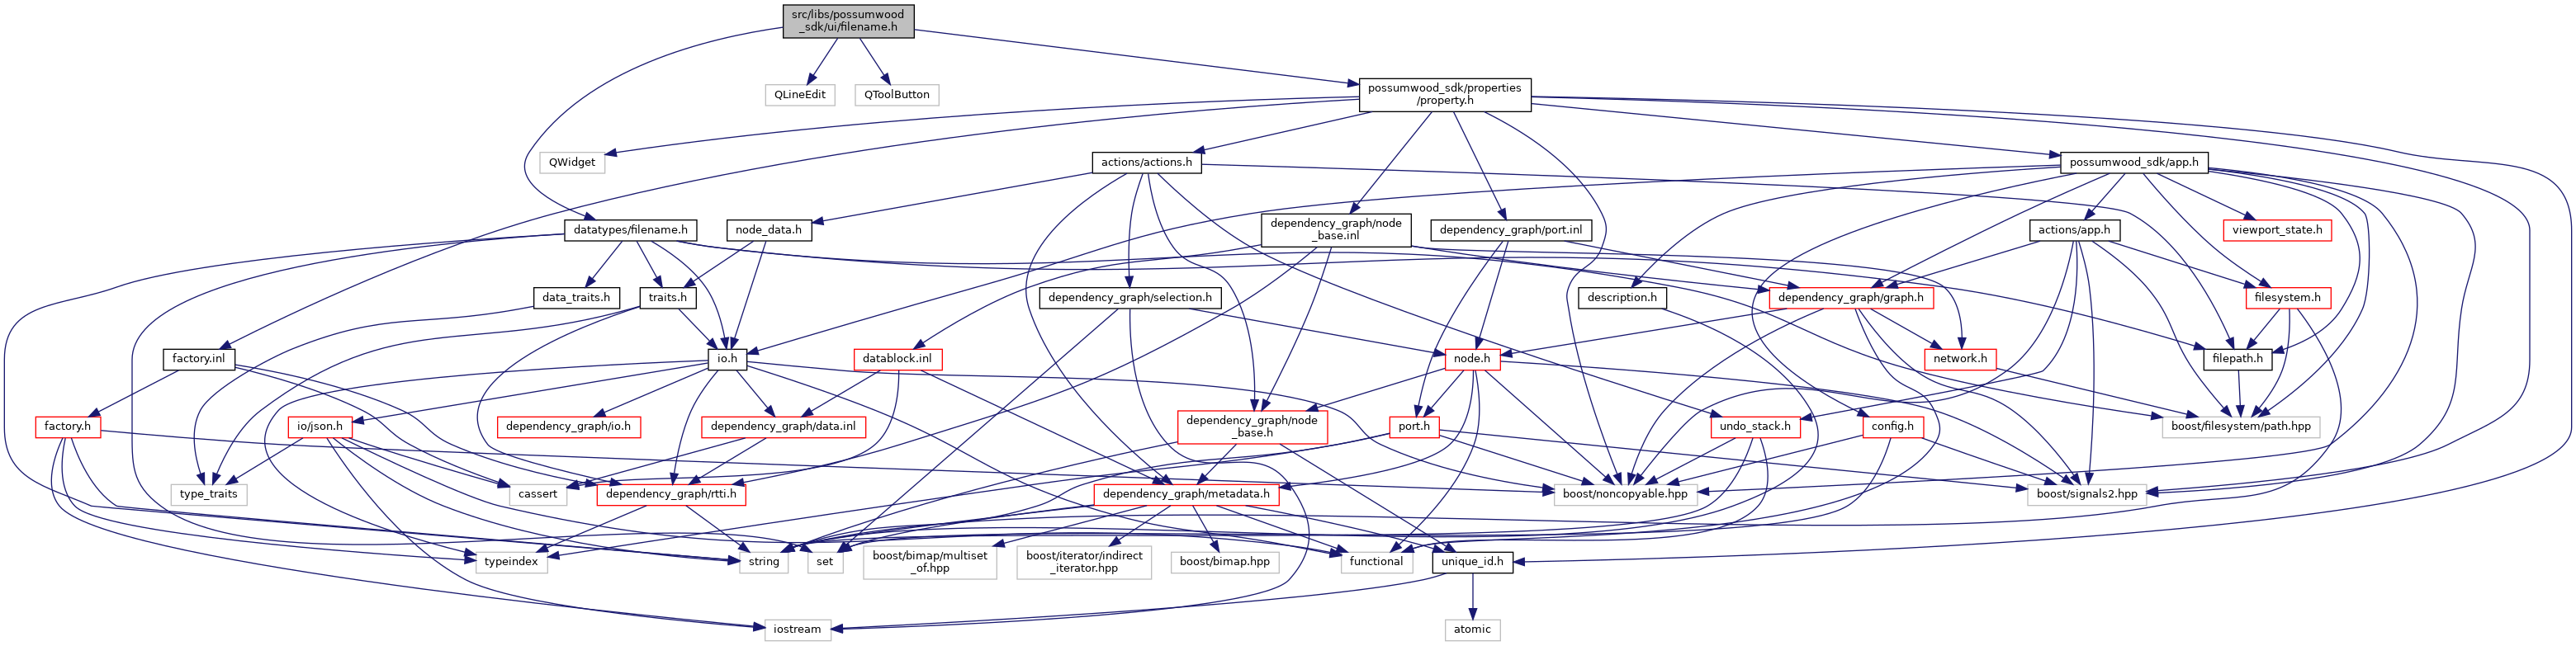 src/libs/possumwood
_sdk/ui/filename.h
QLineEdit
QToolButton
possumwood_sdk/properties
/property.h
QWidget
actions/actions.h
possumwood_sdk/app.h
datatypes/filename.h
node_data.h
dependency_graph/node
_base.inl
dependency_graph/port.inl
actions/app.h
viewport_state.h
data_traits.h
traits.h
dependency_graph/selection.h
description.h
dependency_graph/graph.h
filesystem.h
factory.inl
io.h
datablock.inl
node.h
network.h
filepath.h
factory.h
io/json.h
dependency_graph/io.h
dependency_graph/data.inl
dependency_graph/node
_base.h
port.h
undo_stack.h
config.h
boost/filesystem/path.hpp
type_traits
cassert
dependency_graph/rtti.h
dependency_graph/metadata.h
boost/noncopyable.hpp
boost/signals2.hpp
typeindex
string
set
boost/bimap/multiset
_of.hpp
boost/iterator/indirect
_iterator.hpp
boost/bimap.hpp
functional
unique_id.h
iostream
atomic